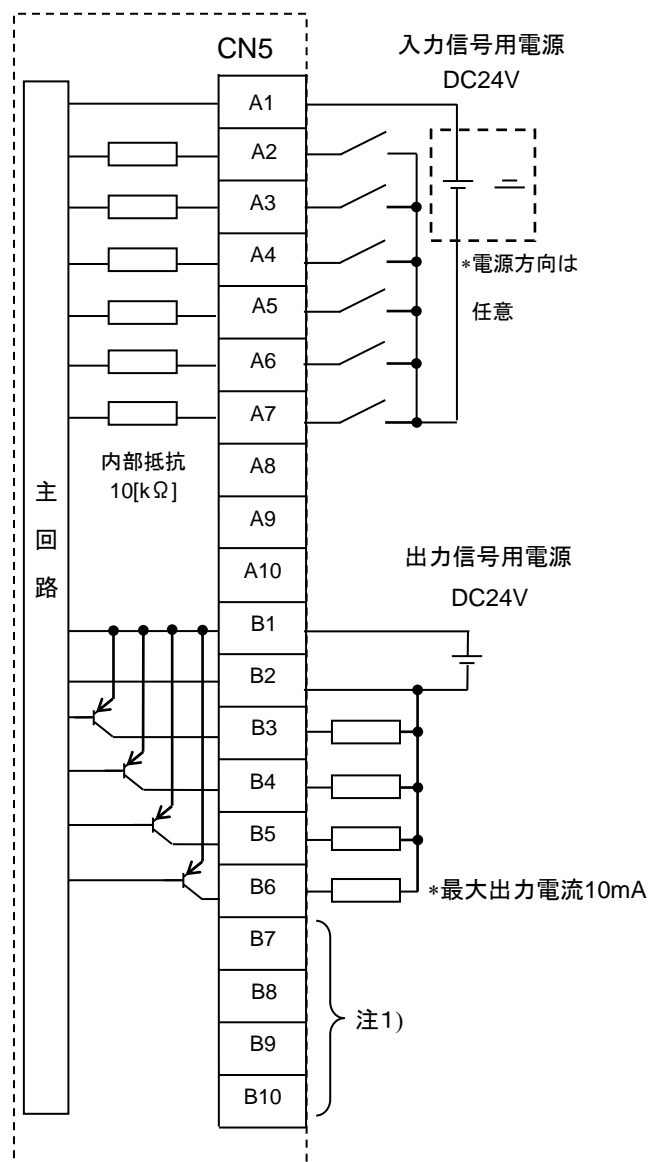 CN5
入力信号用電源
DC24V
A1
A2
A3
A4
A5
A6
A7
A8
A9
A10
B1
B2
B3
B4
B5
B6
B7
B8
B9
B10
*電源方向は
任意
内部抵抗
10[kΩ]
主
回
路
出力信号用電源
DC24V
*最大出力電流10mA
注1)